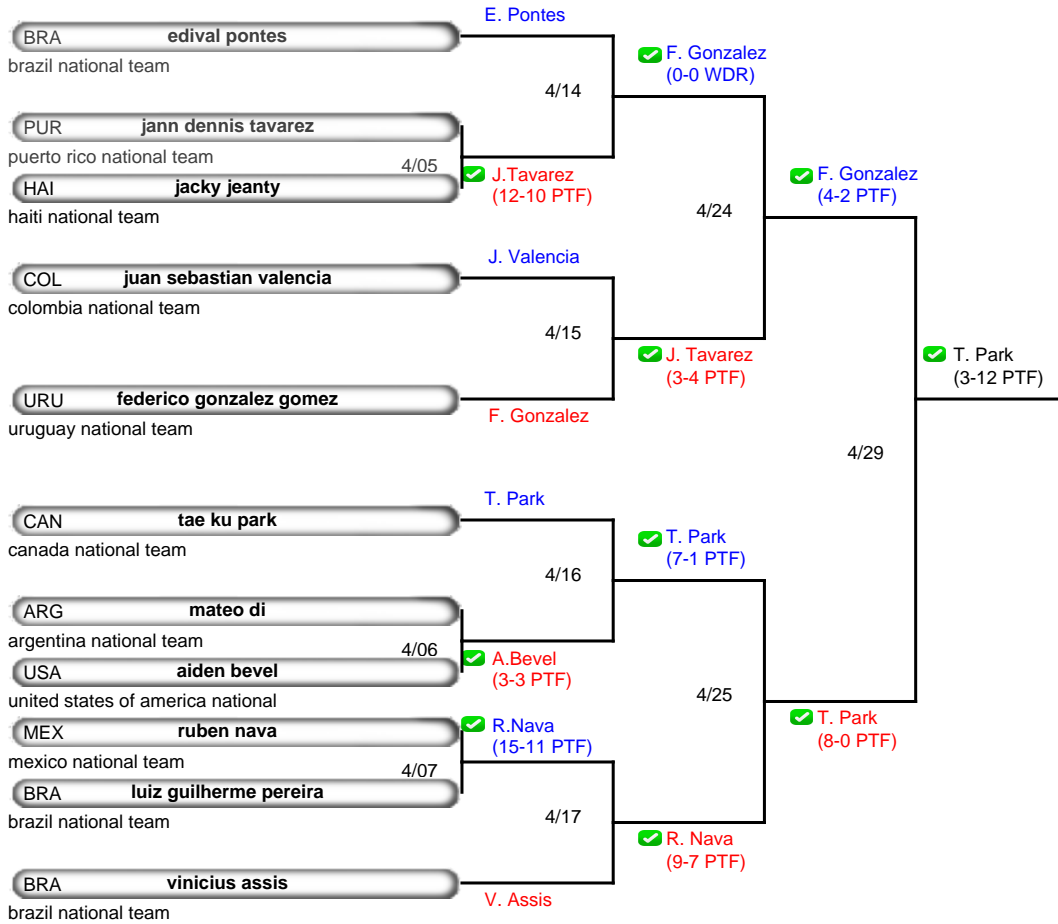 E. Pontes
BRA edival pontes
brazil national team
F. Gonzalez
(0-0 WDR)
4/14
PUR jann dennis tavarez
puerto rico national team
4/05
J.Tavarez
(12-10 PTF)
HAI jacky jeanty
haiti national team
F. Gonzalez
(4-2 PTF)
4/24
J. Valencia
COL juan sebastian valencia
colombia national team
4/15
J. Tavarez
(3-4 PTF)
T. Park
(3-12 PTF)
URU federico gonzalez gomez
uruguay national team
F. Gonzalez
4/29
T. Park
CAN tae ku park
canada national team
T. Park
(7-1 PTF)
4/16
ARG mateo di
argentina national team
4/06
A.Bevel
(3-3 PTF)
USA aiden bevel
united states of america national
4/25
T. Park
(8-0 PTF)
MEX ruben nava
mexico national team
R.Nava
(15-11 PTF)
4/07
BRA luiz guilherme pereira
brazil national team
4/17
R. Nava
(9-7 PTF)
BRA vinicius assis
brazil national team
V. Assis